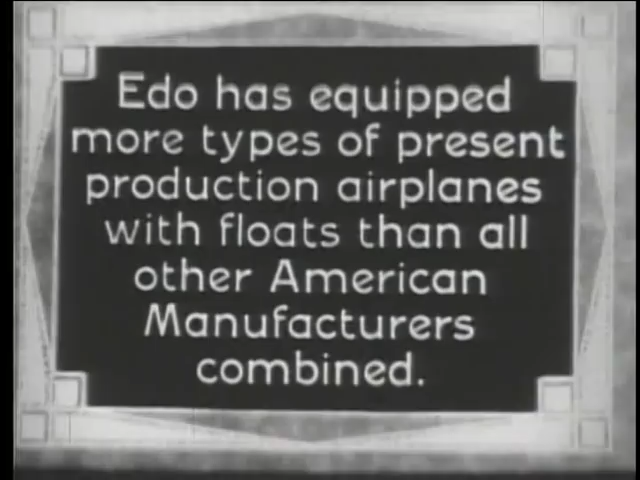 Edo has equipped
more types of present
production airplanes
with floats than all
other American
Manufacturers
combined.